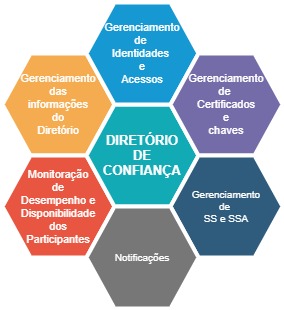 Gerenciamento
de
Identidades
e
Acessos
Gerenciamento
das
informações
do
Diretório
Gerenciamento
de
Certificados
e
chaves
DIRETÓRIO
DE
CONFIANÇA
Monitoração
de
Desempenho e
Disponibilidade
dos
Participantes
Gerenciamento
de
SS e SSA
Notificações